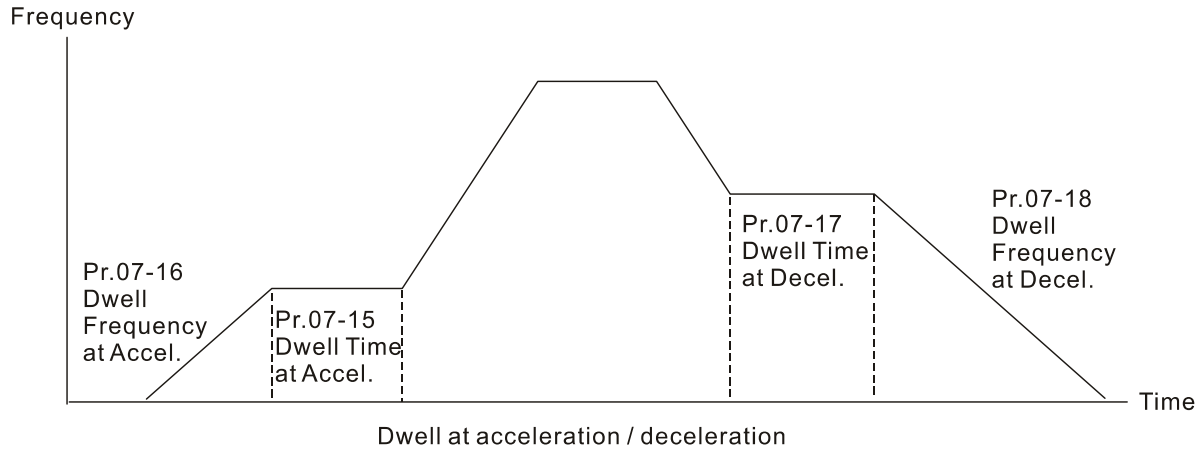 Frequency
Pr.07-16
Dwell
Frequency
at Accel.
Pr.07-15
Dwell Time
at Accel.
Pr.07-17
Dwell Time
at Decel.
Pr.07-18
Dwell
Frequency
at Decel.
Time
Dwell at acceleration / deceleration